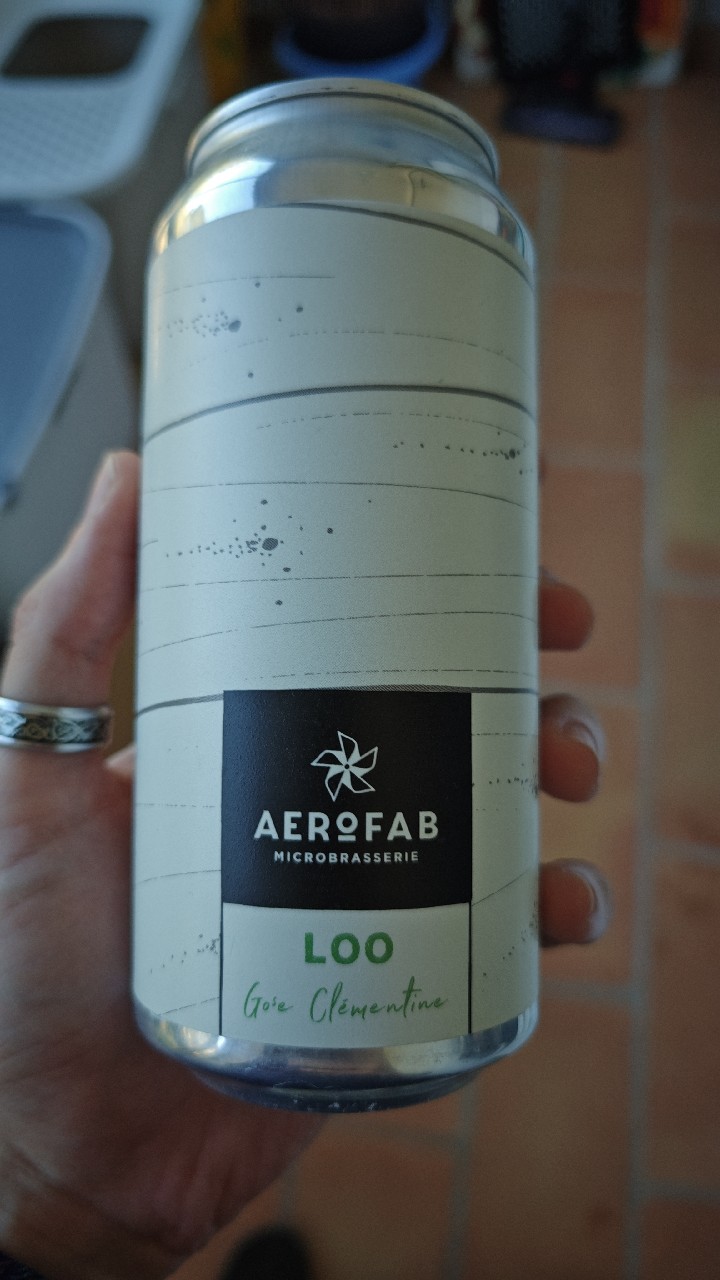 AEROFAB
MICROBRASSERIE
LOO
Gose Clémentine